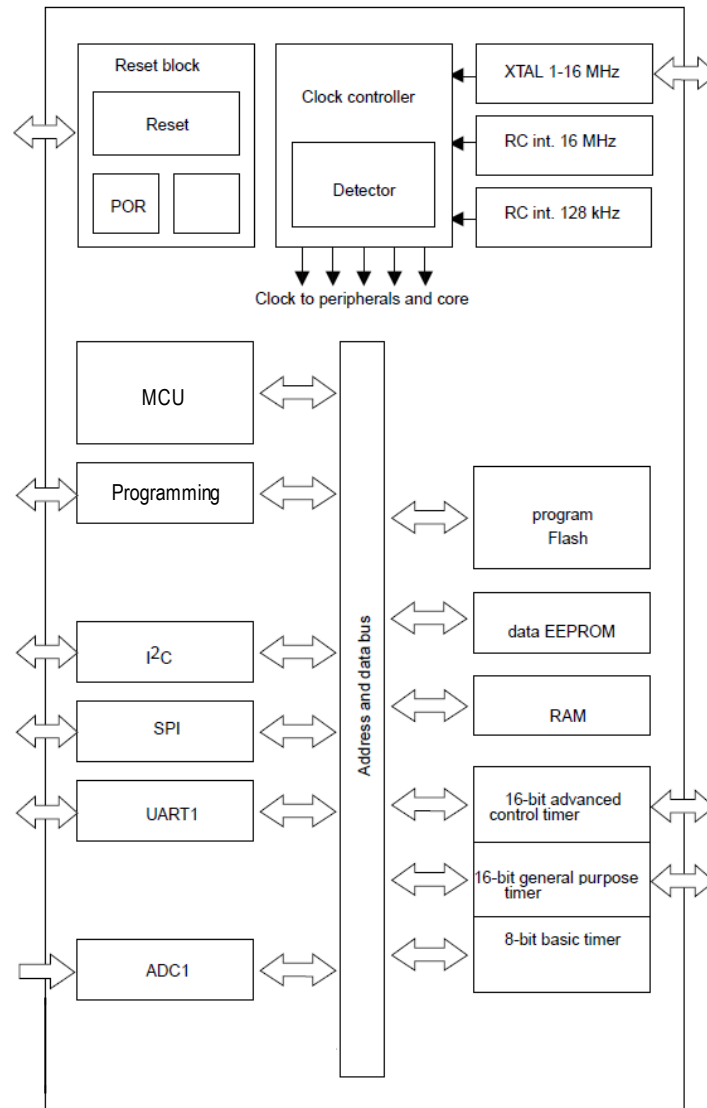 Reset block
Reset
POR
Clock controller
Detector
XTAL 1-16 MHz
RC int. 16 MHz
RC int. 128 kHz
Clock to peripherals and core
MCU
Programming
I²C
SPI
UART1
ADC1
Address and data bus
program
Flash
data EEPROM
RAM
16-bit advanced
control timer
16-bit general purpose
timer
8-bit basic timer